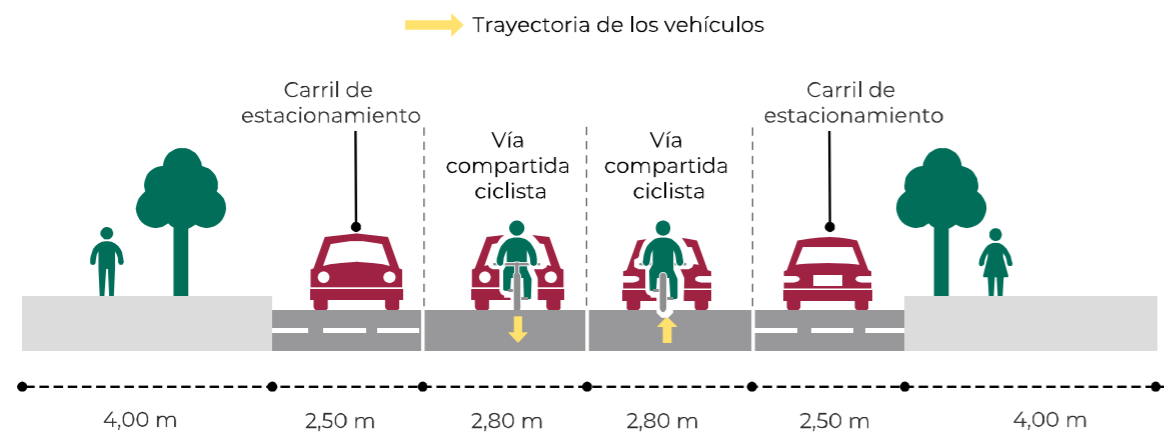 Trayectoria de los vehículos
Carril de
estacionamiento
Vía
compartida
ciclista
Vía
compartida
ciclista
Carril de
estacionamiento
4,00 m
2,50 m
2,80 m
2,80 m
2,50 m
4,00 m